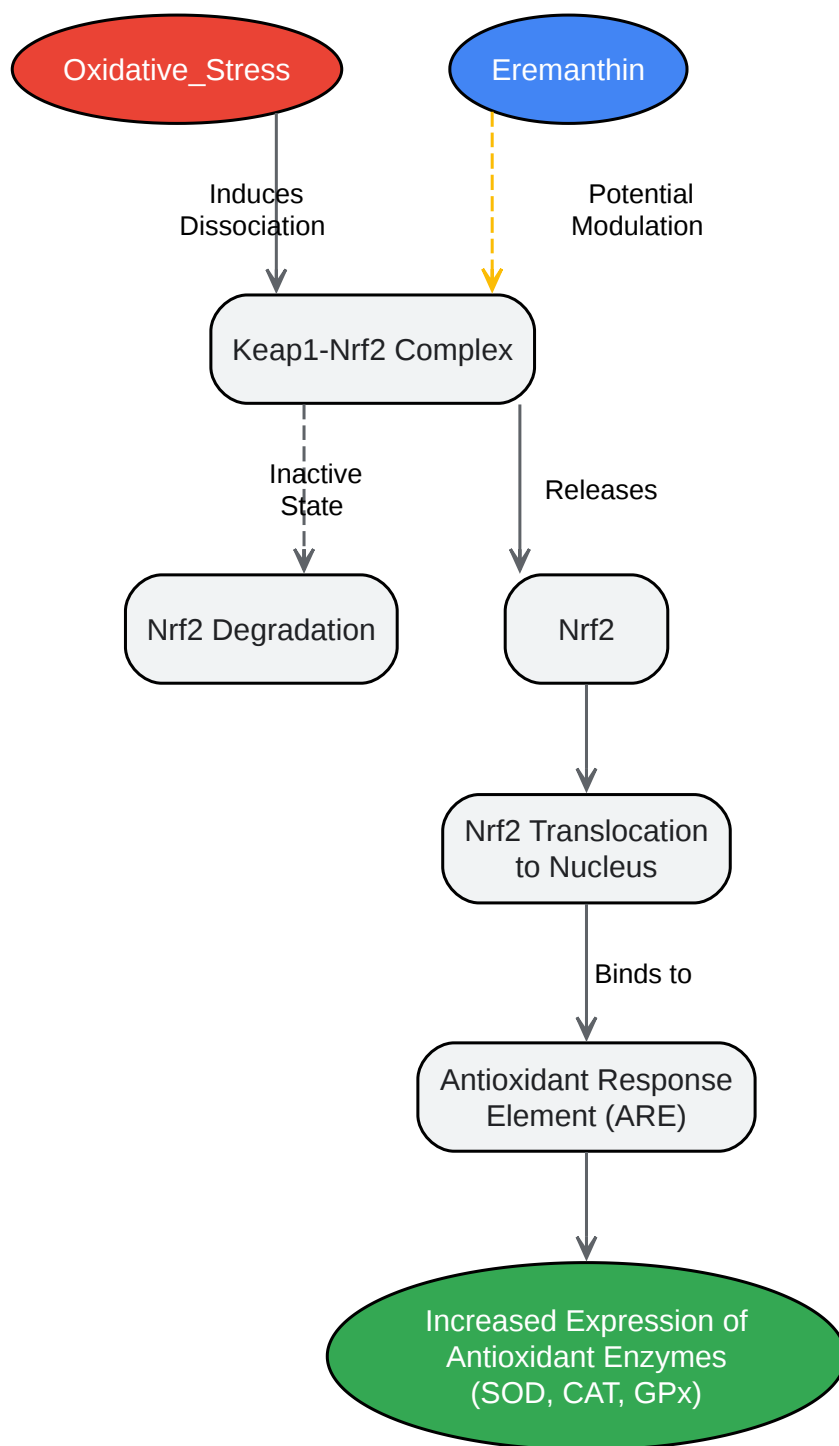 Oxidative_Stress
Eremanthin
Induces
Dissociation
Potential
Modulation
Keap1-Nrf2 Complex
Inactive
State
Releases
Nrf2 Degradation
Nrf2
Nrf2 Translocation
to Nucleus
Binds to
Antioxidant Response
Element (ARE)
Increased Expression of
Antioxidant Enzymes
(SOD, CAT, GPx)